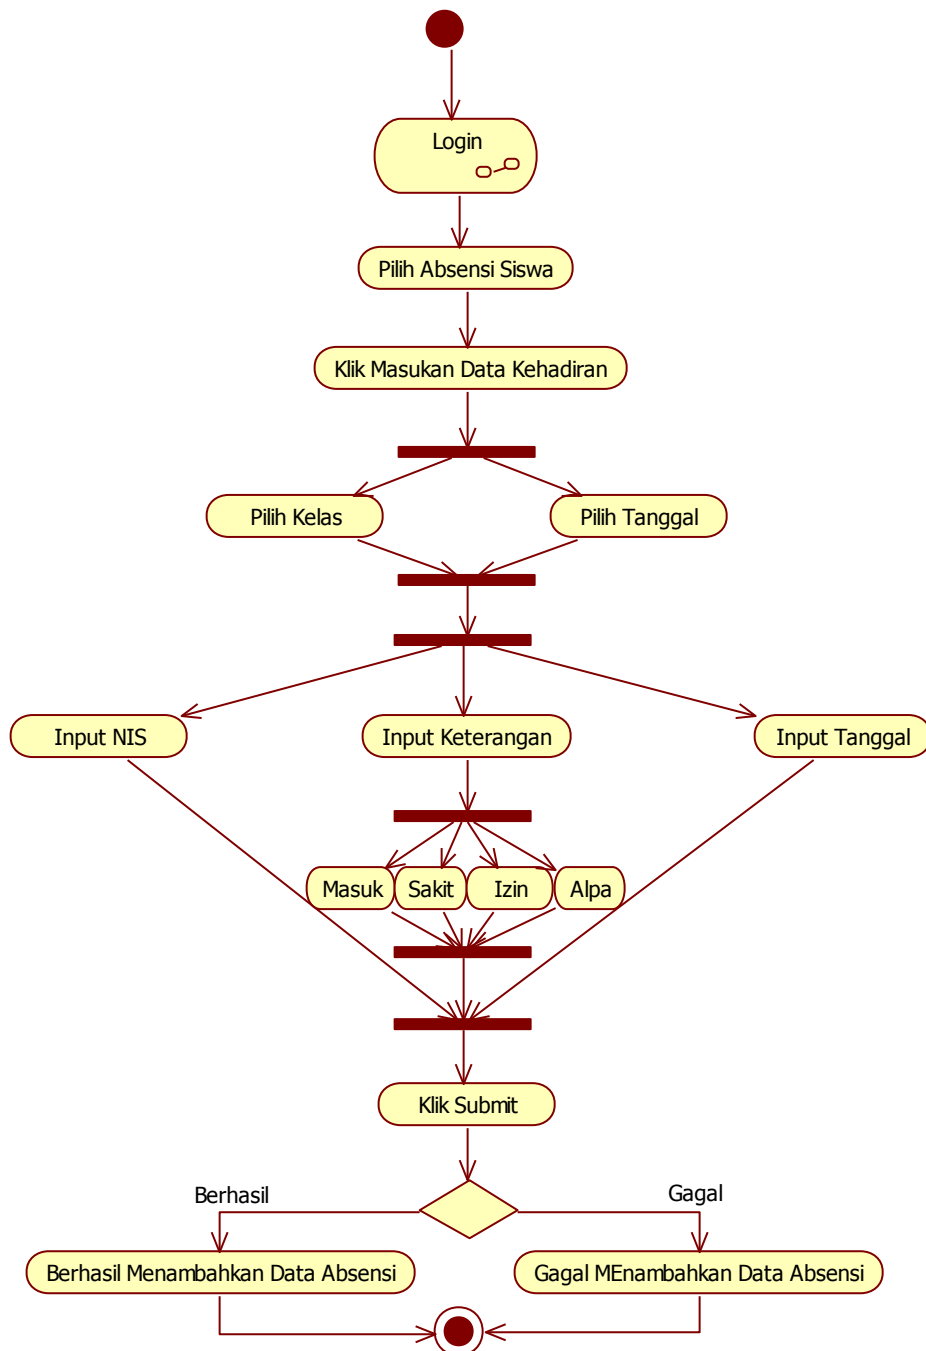 Login
Pilih Absensi Siswa
Klik Masukan Data Kehadiran
Pilih Kelas
Pilih Tanggal
Input NIS
Input Keterangan
Input Tanggal
Masuk
Sakit
Izin
Alpa
Klik Submit
Berhasil
Gagal
Berhasil Menambahkan Data Absensi
Gagal MEnambahkan Data Absensi